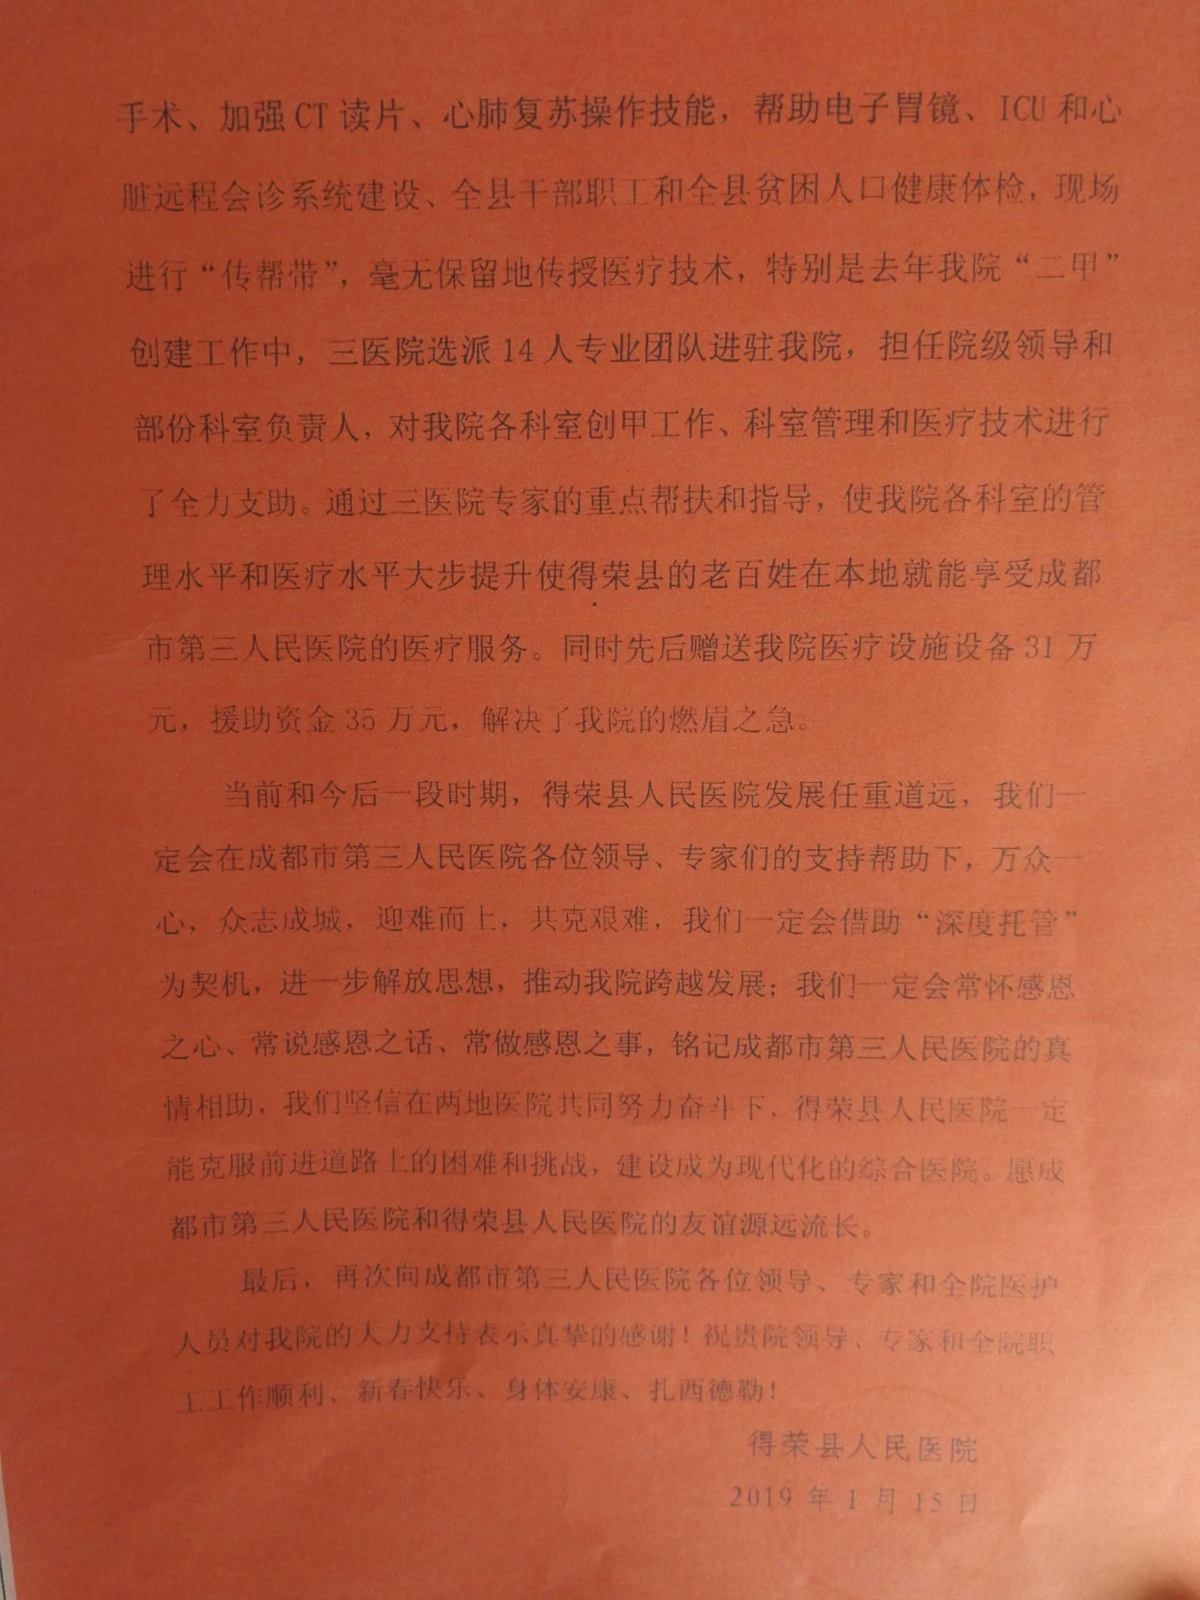 手术、加强 CT 读片、心肺复苏操作技能，帮助电子胃镜、ICU 和心
脏远程会诊系统建设、全县干部职工和全县贫困人口健康体检，现场
进行“传帮带”，毫无保留地传授医疗技术，特别是去年我院“二甲”
创建工作中，三医院选派 14 人专业团队进驻我院，担任院级领导和
部份科室负责人，对我院各科室创甲工作、科室管理和医疗技术进行
了全力支助。通过三医院专家的重点帮扶和指导，使我院各科室的管
理水平和医疗水平大步提升使得荣县的老百姓在本地就能享受成都
市第三人民医院的医疗服务。同时先后赠送我院医疗设施设备 31 万
元，援助资金 35 万元，解决了我院的燃眉之急。
当前和今后一段时期，得荣县人民医院发展任重道远，我们一
定会在成都市第三人民医院各位领导、专家们的支持帮助下，万众一
心，众志成城，迎难而上，共克艰难，我们一定会借助“深度托管”
为契机，进一步解放思想，推动我院跨越发展；我们一定会常怀感恩
之心、常说感恩之话、常做感恩之事，铭记成都市第三人民医院的真
情相助，我们坚信在两地医院共同努力奋斗下，得荣县人民医院一定
能克服前进道路上的困难和挑战，建设成为现代化的综合医院。愿成
都市第三人民医院和得荣县人民医院的友谊源远流长。
最后，再次向成都市第三人民医院各位领导、专家和全院医护
人员对我院的大力支持表示真挚的感谢！祝贵院领导、专家和全院职
工工作顺利、新春快乐、身体安康、扎西德勒！
得荣县人民医院
2019 年 1 月 15 日